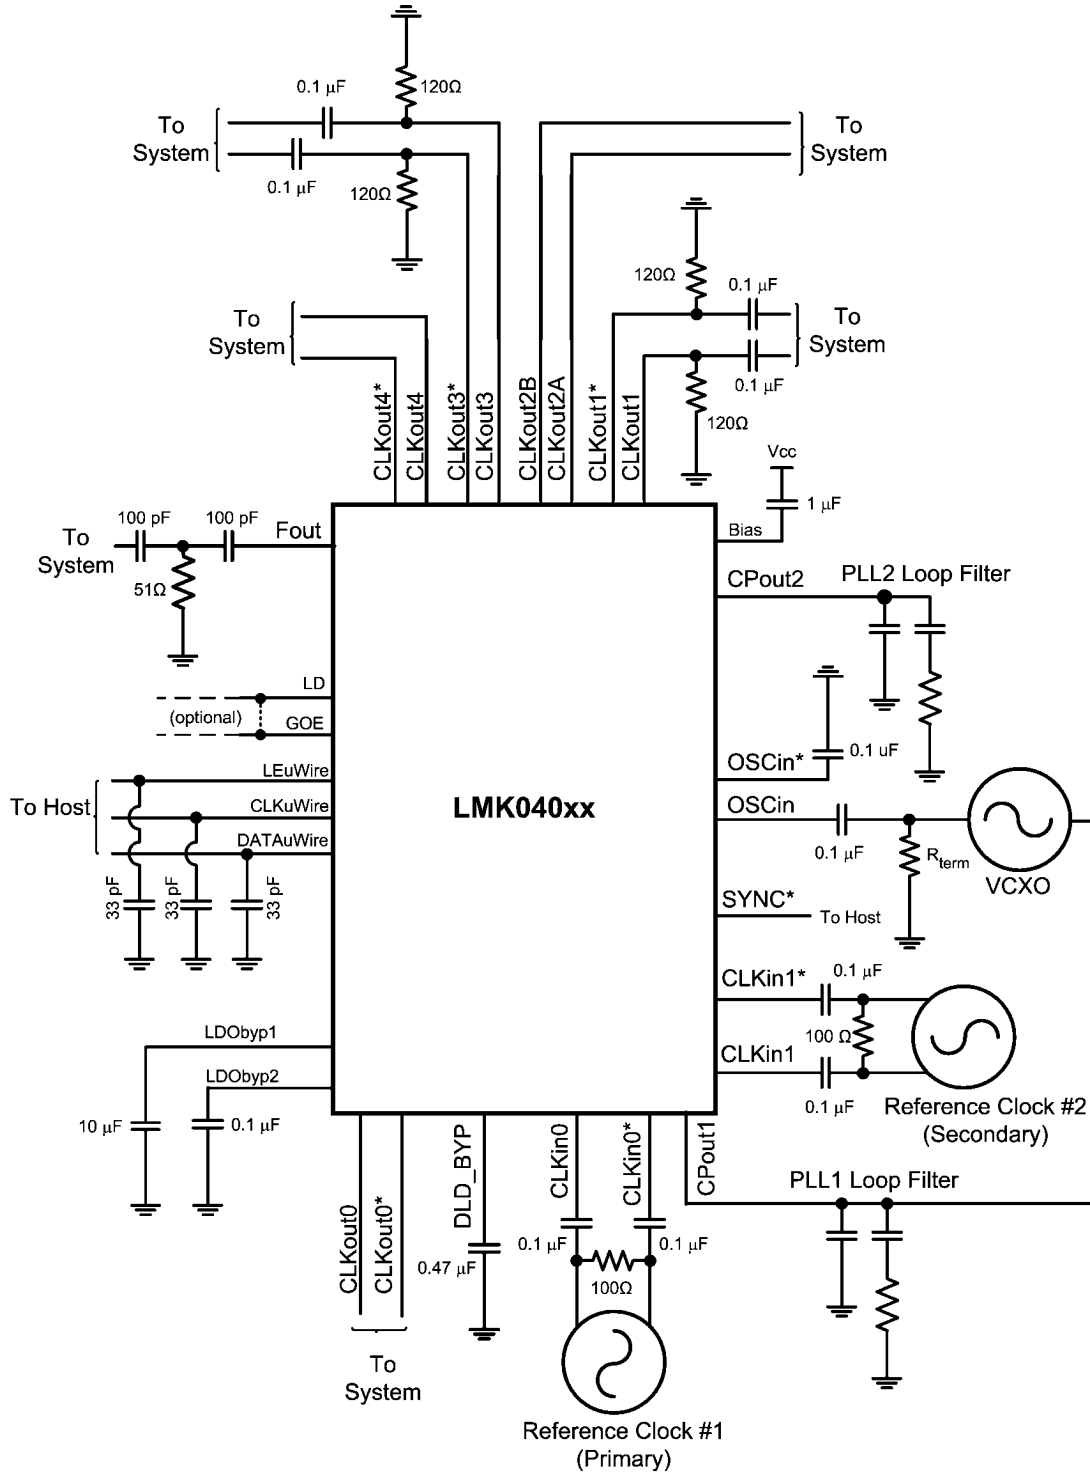 120Ω
0.1 µF
To
System
0.1 µF
120Ω
To
System
120Ω
0.1 µF
To
System
0.1 µF
120Ω
To
System
CLKout4*
CLKout4
CLKout3*
CLKout3
CLKout2B
CLKout2A
CLKout1*
CLKout1
Vcc
1 µF
Bias
100 pF
100 pF
Fout
To
System
51Ω
CPout2
PLL2 Loop Filter
LD
(optional)
GOE
OSCin*
0.1 uF
LEuWire
To Host
CLKuWire
DATAuWire
33 pF
33 pF
33 pF
LMK040xx
OSCin
0.1 µF
Rterm
VCXO
SYNC*
To Host
CLKin1*
0.1 µF
100 Ω
CLKin1
0.1 µF
Reference Clock #2
(Secondary)
LDObyp1
LDObyp2
10 µF
0.1 µF
CLKout0
CLKout0*
DLD_BYP
CLKin0
CLKin0*
CPout1
PLL1 Loop Filter
0.47 µF
0.1 µF
0.1 µF
100Ω
To
System
Reference Clock #1
(Primary)